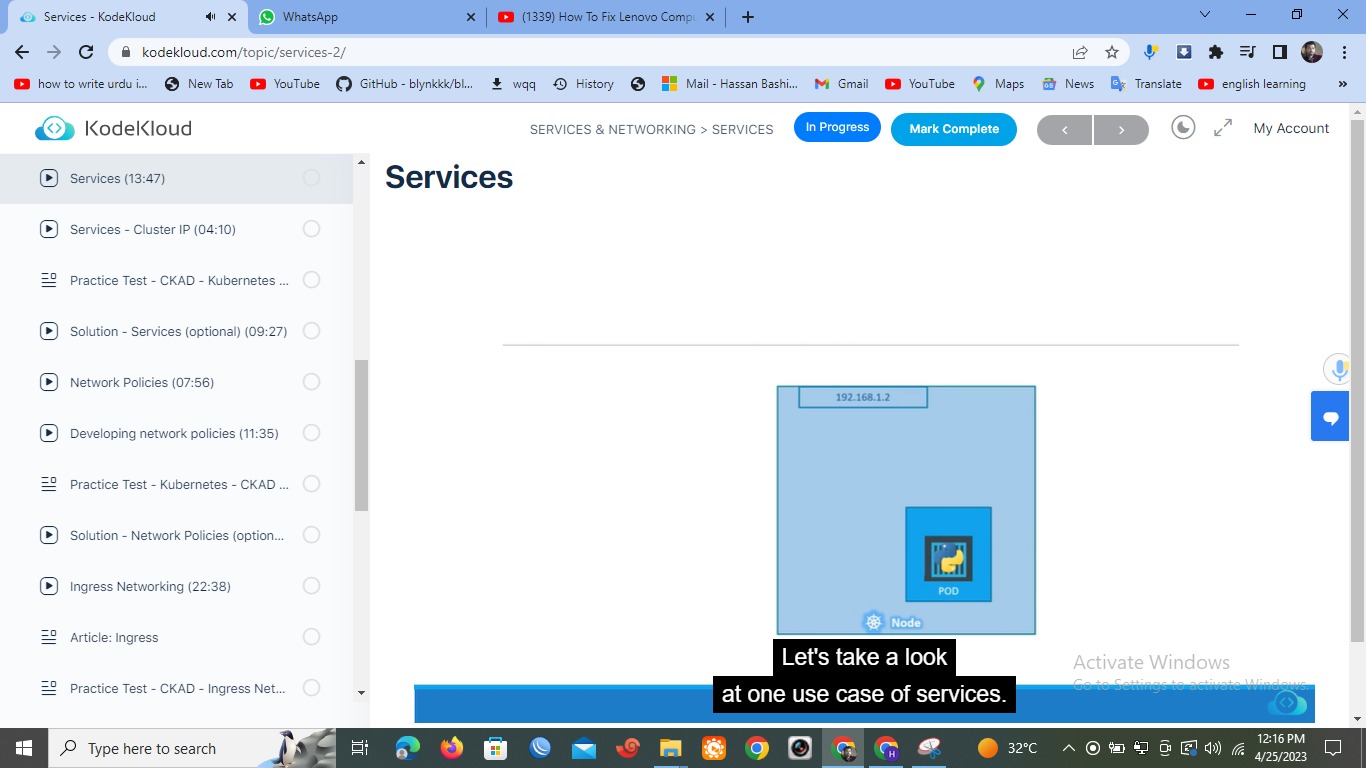 Services - KodeKloud
WhatsApp
(1339) How To Fix Lenovo Compu
kodekloud.com/topic/services-2/
how to write urdu i...
New Tab
YouTube
GitHub - blynkkk/bl...
wqq
History
Mail - Hassan Bashi...
Gmail
YouTube
Maps
News
Translate
english learning
»
KodeKloud
SERVICES & NETWORKING > SERVICES
In Progress
Mark Complete
<
>
My Account
Services (13:47)
Services - Cluster IP (04:10)
Practice Test - CKAD - Kubernetes ...
Solution - Services (optional) (09:27)
Network Policies (07:56)
Developing network policies (11:35)
Practice Test - Kubernetes - CKAD ...
Solution - Network Policies (option...
Ingress Networking (22:38)
Article: Ingress
Practice Test - CKAD - Ingress Net...
Services
192.168.1.2
POD
Node
Let's take a look
at one use case of services.
Activate Windows
Go to Settings to activate Windows.
Type here to search
H
32°C
12:16 PM
4/25/2023